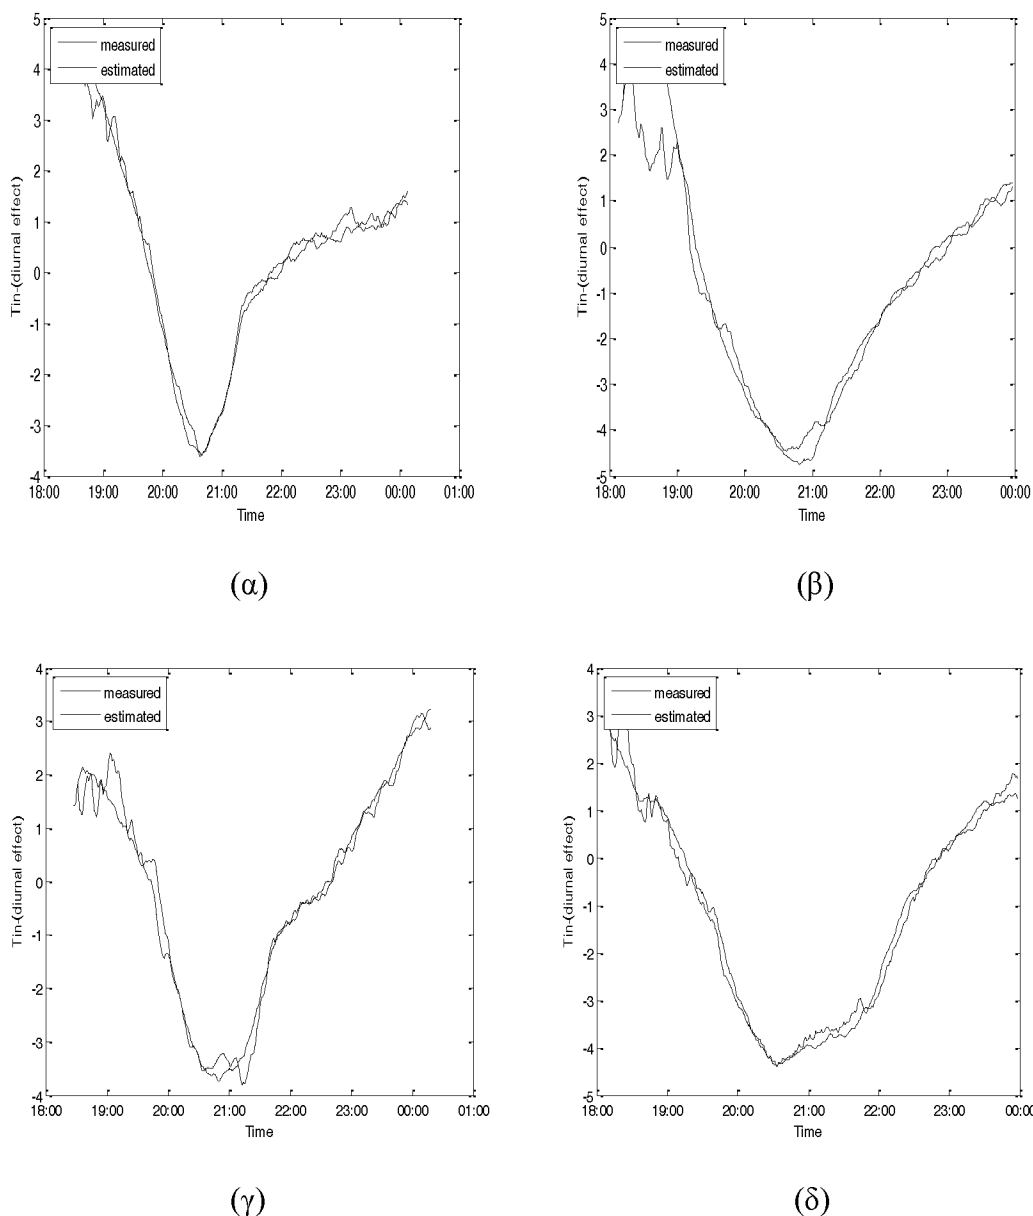 5
4
3
2
1
0
-1
-2
-3
-4
measured
estimated
Tin-(diurnal effect)
18:00 19:00 20:00 21:00 22:00 23:00 00:00 01:00
Time
(α)
5
4
3
2
1
0
-1
-2
-3
-4
-5
measured
estimated
Tin-(diurnal effect)
18:00 19:00 20:00 21:00 22:00 23:00 00:00
Time
(β)
4
3
2
1
0
-1
-2
-3
-4
measured
estimated
Tin-(diurnal effect)
18:00 19:00 20:00 21:00 22:00 23:00 00:00 01:00
Time
(γ)
4
3
2
1
0
-1
-2
-3
-4
-5
measured
estimated
Tin-(diurnal effect)
18:00 19:00 20:00 21:00 22:00 23:00 00:00
Time
(δ)